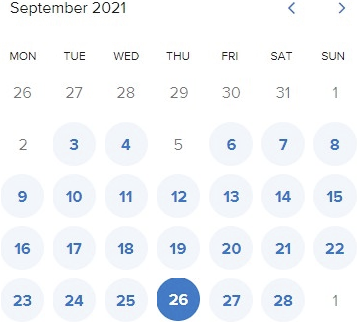 September 2021
MON TUE WED THU FRI SAT SUN
26 27 28 29 30 31 1
2 3 4 5 6 7 8
9 10 11 12 13 14 15
16 17 18 19 20 21 22
23 24 25 26 27 28 1